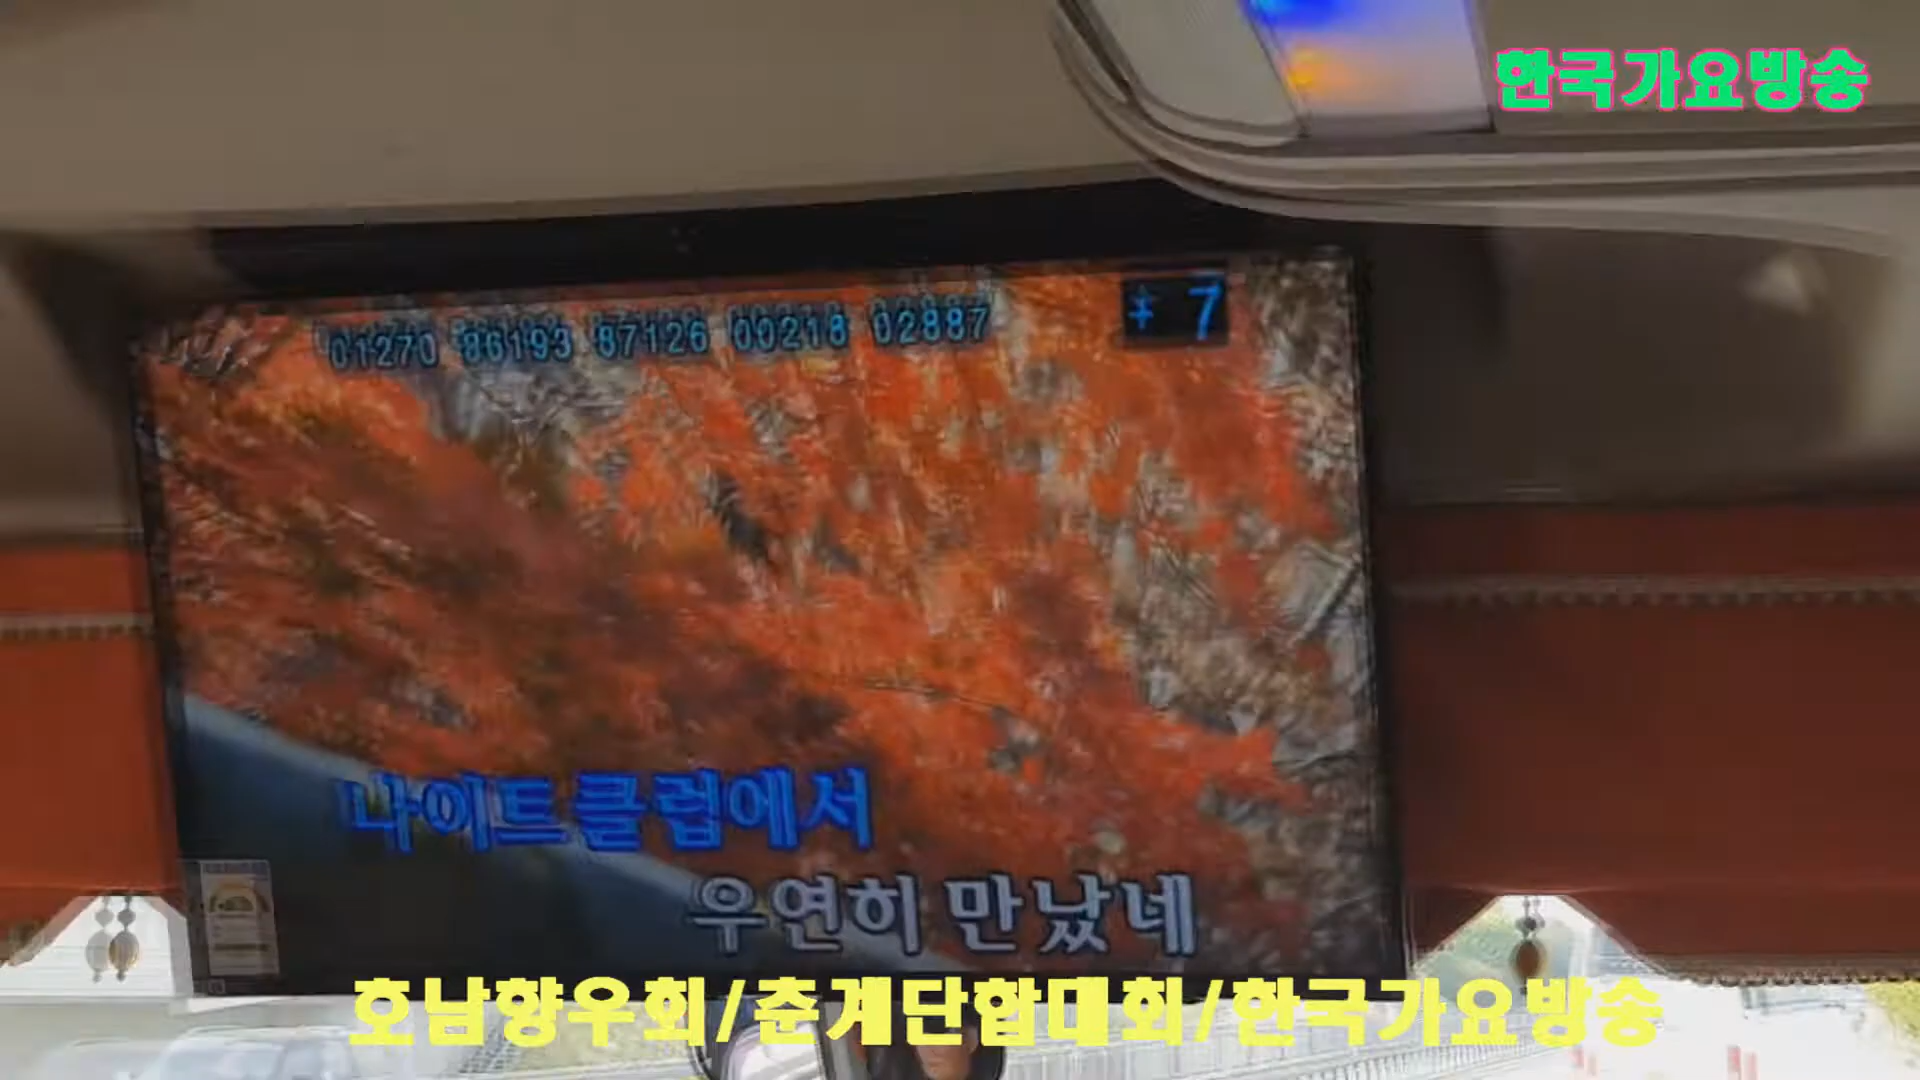 한국가요방송
01270 86193 87126 00218 02887
7
나이트클럽에서
우연히 만났네
호남향우회/춘계단합대회/한국가요방송